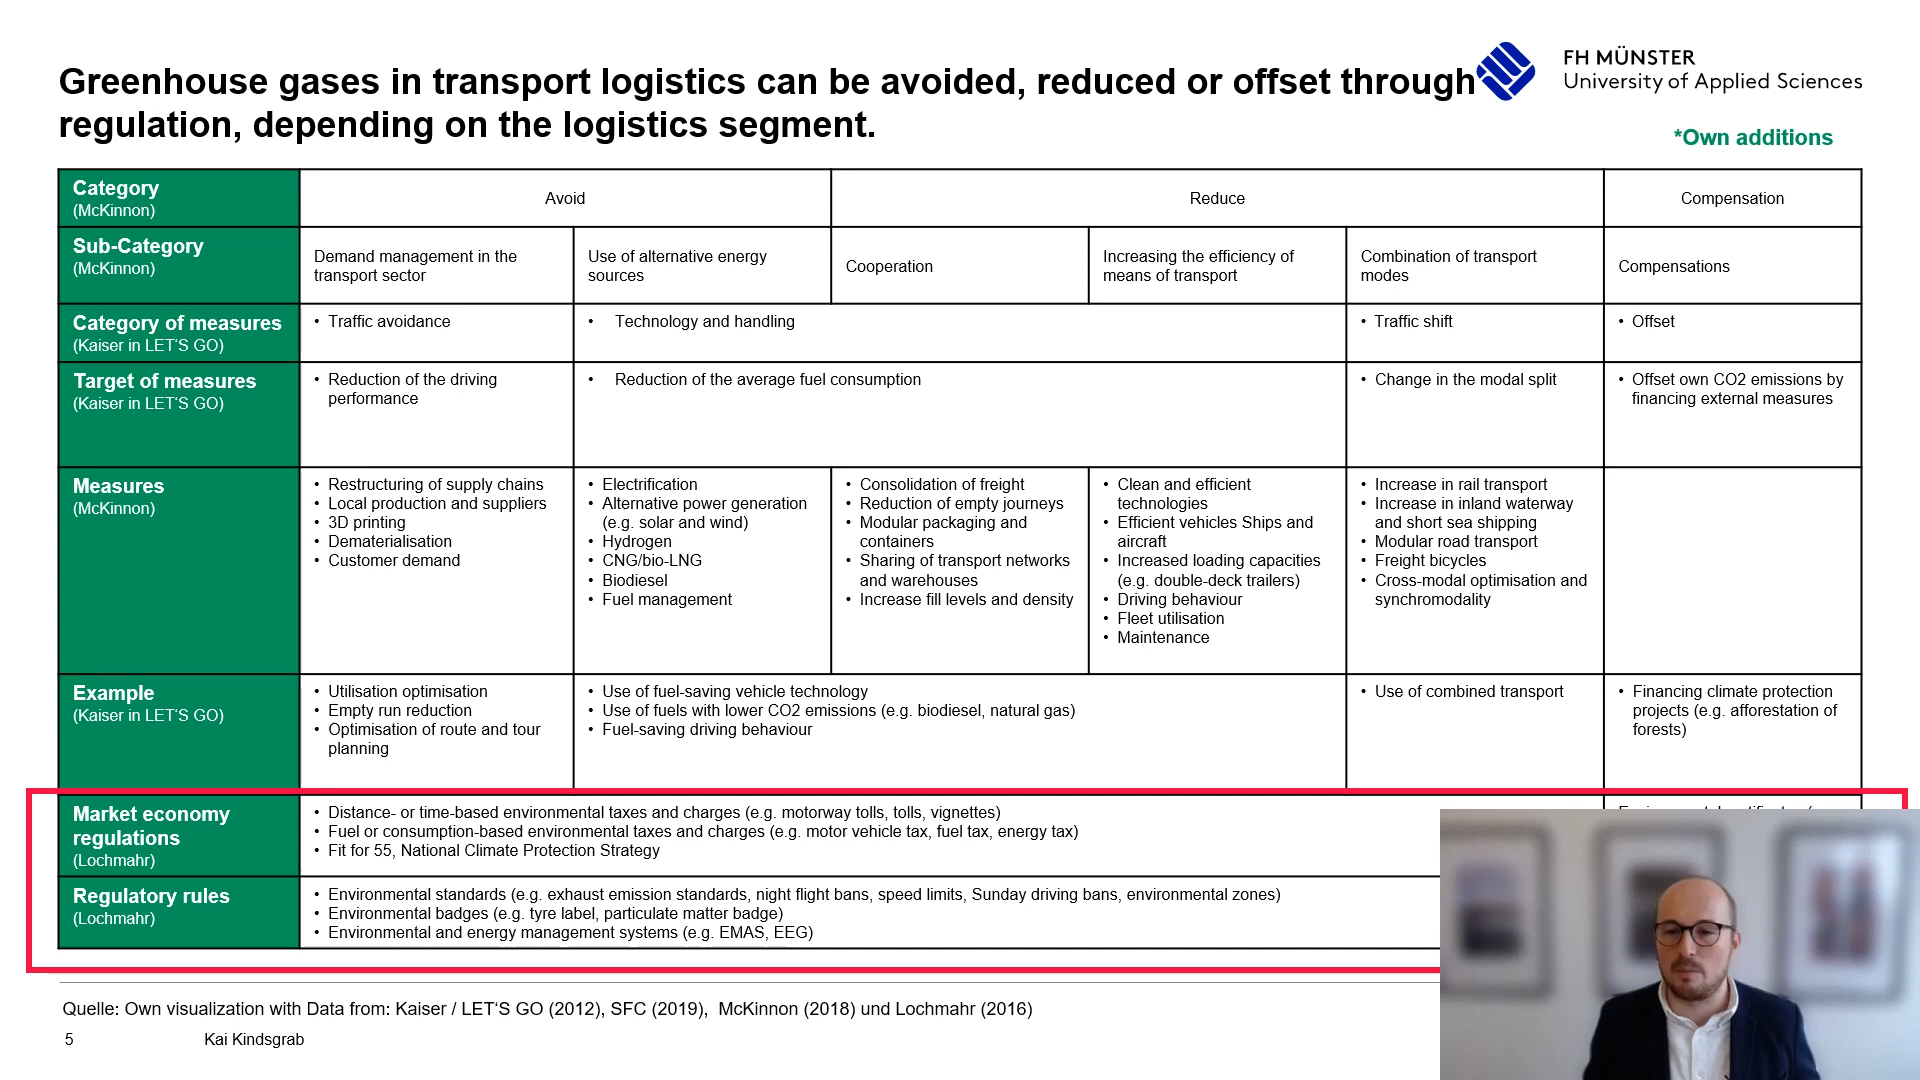 Greenhouse gases in transport logistics can be avoided, reduced or offset through
regulation, depending on the logistics segment.
FH MÜNSTER
University of Applied Sciences
*Own additions
Category
(McKinnon)
Avoid
Reduce
Compensation
Sub-Category
(McKinnon)
Demand management in the
transport sector
Use of alternative energy
sources
Cooperation
Increasing the efficiency of
means of transport
Combination of transport
modes
Compensations
Category of measures
(Kaiser in LET'S GO)
• Traffic avoidance
• Technology and handling
• Traffic shift
• Offset
Target of measures
(Kaiser in LET'S GO)
• Reduction of the driving
performance
• Reduction of the average fuel consumption
• Change in the modal split
• Offset own CO2 emissions by
financing external measures
Measures
(McKinnon)
• Restructuring of supply chains
• Local production and suppliers
• 3D printing
• Dematerialisation
• Customer demand
• Electrification
• Alternative power generation
(e.g. solar and wind)
• Hydrogen
• CNG/bio-LNG
• Biodiesel
• Fuel management
• Consolidation of freight
• Reduction of empty journeys
• Modular packaging and
containers
• Sharing of transport networks
and warehouses
• Increase fill levels and density
• Clean and efficient
technologies
• Efficient vehicles Ships and
aircraft
• Increased loading capacities
(e.g. double-deck trailers)
• Driving behaviour
• Fleet utilisation
• Maintenance
• Increase in rail transport
• Increase in inland waterway
and short sea shipping
• Modular road transport
• Freight bicycles
• Cross-modal optimisation and
synchromodality
Example
(Kaiser in LET'S GO)
• Utilisation optimisation
• Empty run reduction
• Optimisation of route and tour
planning
• Use of fuel-saving vehicle technology
• Use of fuels with lower CO2 emissions (e.g. biodiesel, natural gas)
• Fuel-saving driving behaviour
• Use of combined transport
• Financing climate protection
projects (e.g. afforestation of
forests)
Market economy
regulations
(Lochmahr)
• Distance- or time-based environmental taxes and charges (e.g. motorway tolls, tolls, vignettes)
• Fuel or consumption-based environmental taxes and charges (e.g. motor vehicle tax, fuel tax, energy tax)
• Fit for 55, National Climate Protection Strategy
Regulatory rules
(Lochmahr)
• Environmental standards (e.g. exhaust emission standards, night flight bans, speed limits, Sunday driving bans, environmental zones)
• Environmental badges (e.g. tyre label, particulate matter badge)
• Environmental and energy management systems (e.g. EMAS, EEG)
Quelle: Own visualization with Data from: Kaiser / LET'S GO (2012), SFC (2019), McKinnon (2018) und Lochmahr (2016)
5
Kai Kindsgrab